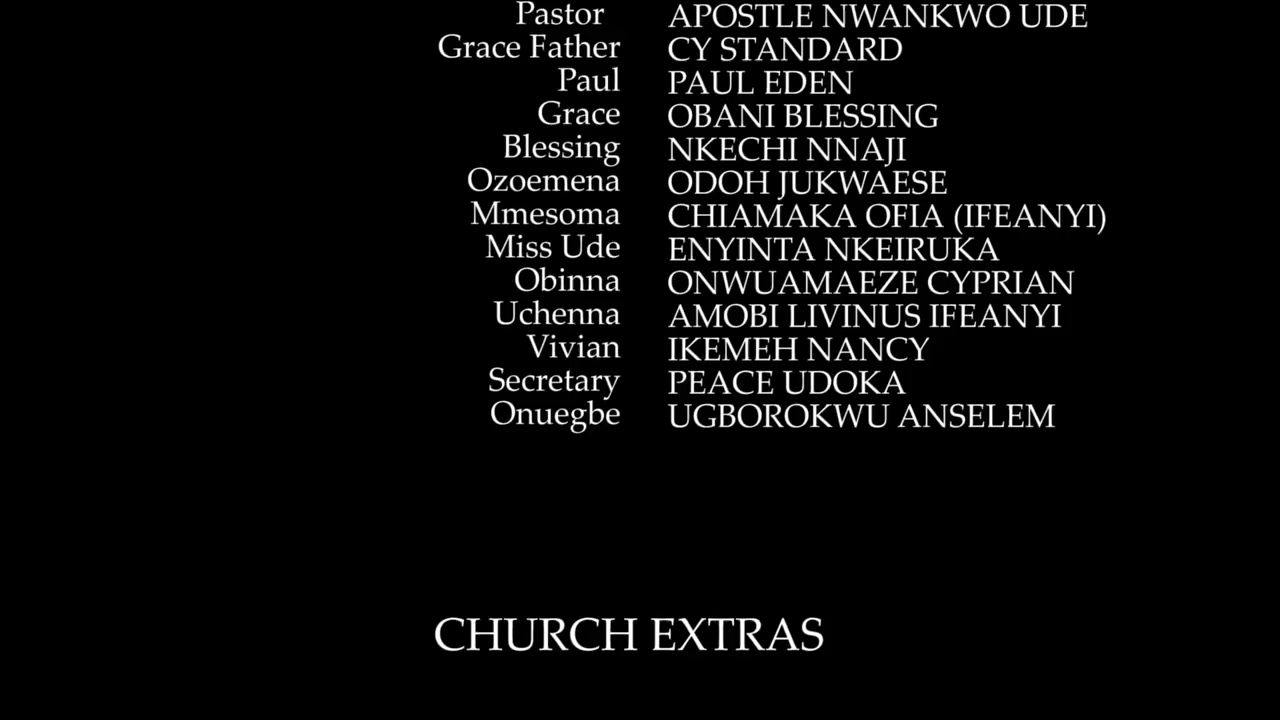 Pastor APOSTLE NWANKWO UDE
Grace Father CY STANDARD
Paul PAUL EDEN
Grace OBANI BLESSING
Blessing NKECHI NNAJI
Ozoemena ODOH JUKWAESE
Mmesoma CHIAMAKA OFIA (IFEANYI)
Miss Ude ENYINTA NKEIRUKA
Obinna ONWUAMAEZE CYPRIAN
Uchenna AMOBI LIVINUS IFEANYI
Vivian IKEMEH NANCY
Secretary PEACE UDOKA
Onuegbe UGBOROKWU ANSELEM
CHURCH EXTRAS